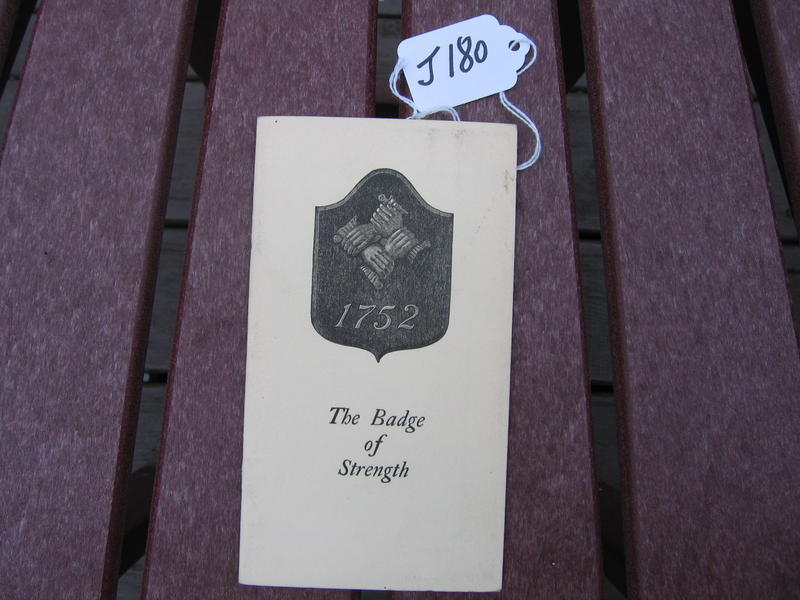 J180
1752
The Badge
of
Strength